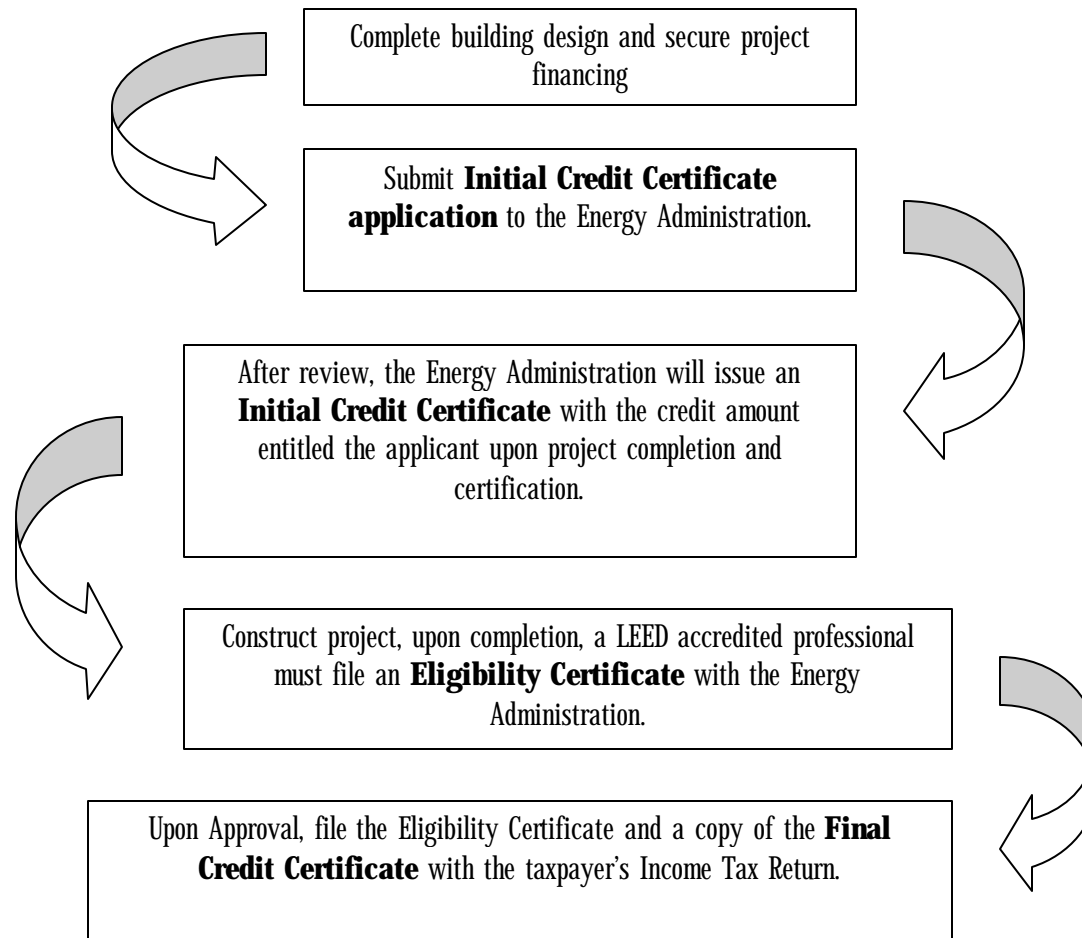 Complete building design and secure project
financing
Submit Initial Credit Certificate
application to the Energy Administration.
After review, the Energy Administration will issue an
Initial Credit Certificate with the credit amount
entitled the applicant upon project completion and
certification.
Construct project, upon completion, a LEED accredited professional
must file an Eligibility Certificate with the Energy
Administration.
Upon Approval, file the Eligibility Certificate and a copy of the Final
Credit Certificate with the taxpayer's Income Tax Return.